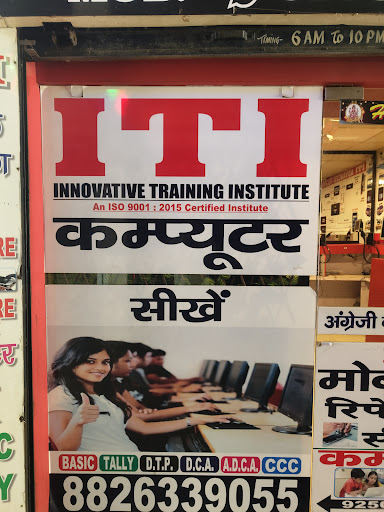 TIMING- 6 AM TO 10 PM
ITI
INNOVATIVE TRAINING INSTITUTE
An ISO 9001 : 2015 Certified Institute
कम्प्यूटर
सीखें
BASIC TALLY D.T.P. D.C.A. A.D.C.A. CCC
8826339055
अंग्रेजी